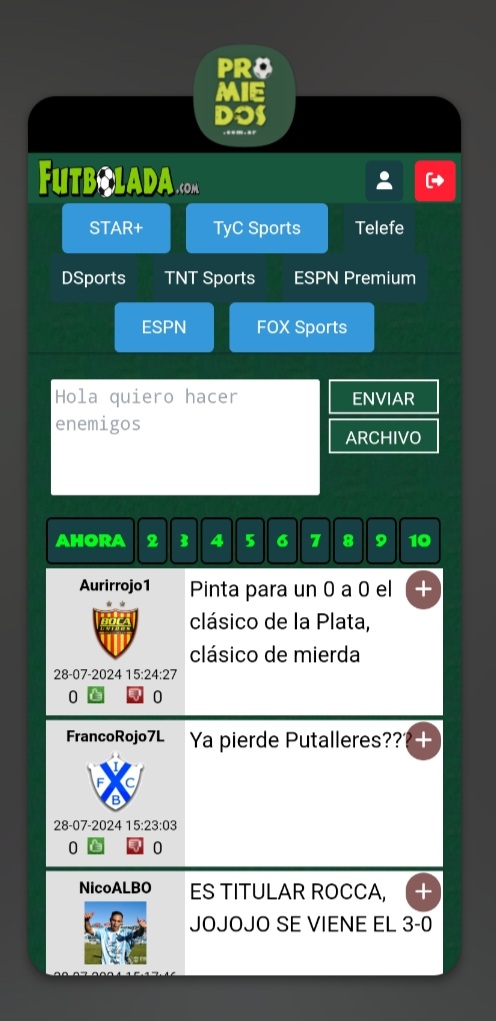 PROMIEDOS
.com.ar
FUTBOLADA.COM
STAR+ TyC Sports Telefe
DSports TNT Sports ESPN Premium
ESPN FOX Sports
Hola quiero hacer
enemigos
ENVIAR
ARCHIVO
AHORA 2 3 4 5 6 7 8 9 10
Aurirrojo1
BOCA
UNIDOS
28-07-2024 15:24:27
0 0
Pinta para un 0 a 0 el
clásico de la Plata,
clásico de mierda
+
FrancoRojo7L
I
F C
B
28-07-2024 15:23:03
0 0
Ya pierde Putalleres???
+
NicoALBO
ES TITULAR ROCCA,
JOJOJO SE VIENE EL 3-0
+